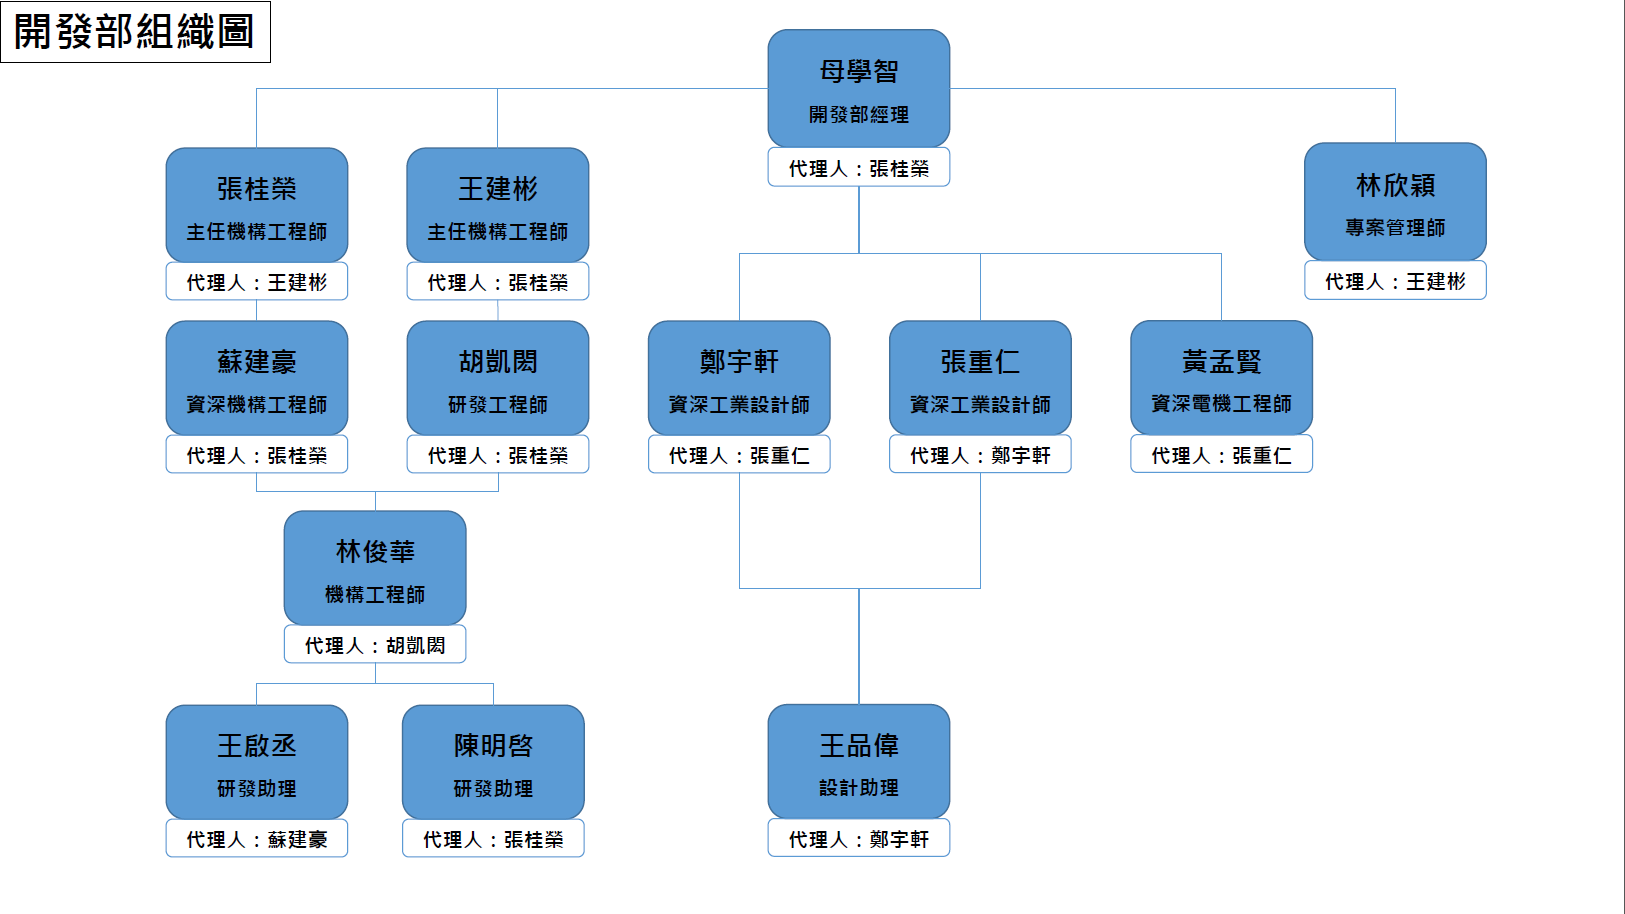 開發部組織圖
母學智
開發部經理
代理人：張桂榮
張桂榮
主任機構工程師
代理人：王建彬
王建彬
主任機構工程師
代理人：張桂榮
林欣穎
專案管理師
代理人：王建彬
蘇建豪
資深機構工程師
代理人：張桂榮
胡凱閎
研發工程師
代理人：張桂榮
鄭宇軒
資深工業設計師
代理人：張重仁
張重仁
資深工業設計師
代理人：鄭宇軒
黃孟賢
資深電機工程師
代理人：張重仁
林俊華
機構工程師
代理人：胡凱閎
王啟丞
研發助理
代理人：蘇建豪
陳明啓
研發助理
代理人：張桂榮
王品偉
設計助理
代理人：鄭宇軒